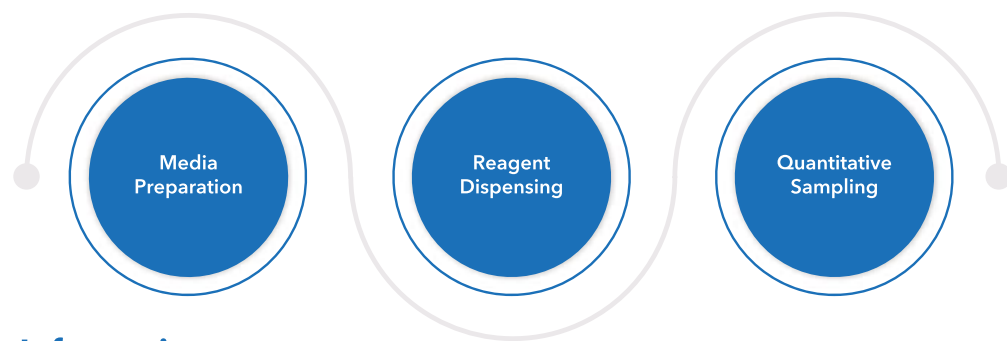 Media
Preparation
Reagent
Dispensing
Quantitative
Sampling